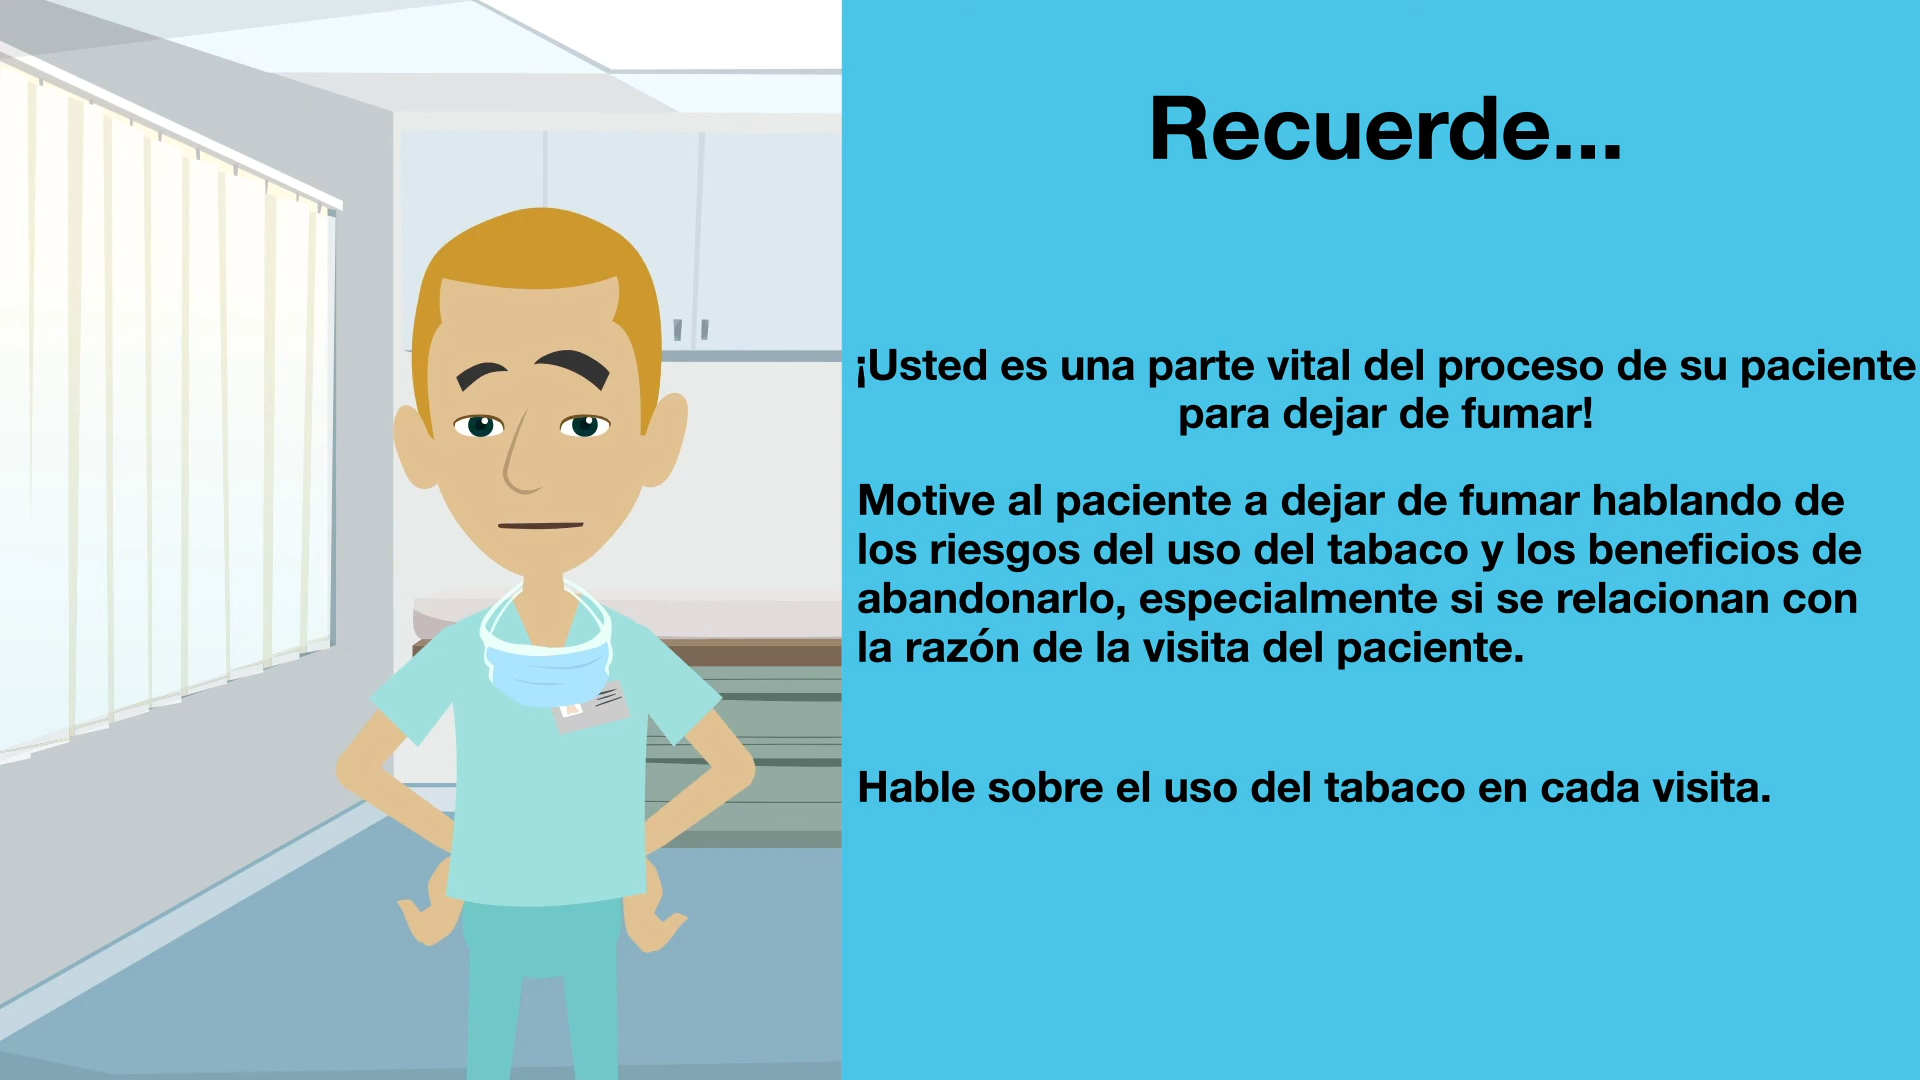 Recuerde...
¡Usted es una parte vital del proceso de su paciente
para dejar de fumar!
Motive al paciente a dejar de fumar hablando de
los riesgos del uso del tabaco y los beneficios de
abandonarlo, especialmente si se relacionan con
la razón de la visita del paciente.
Hable sobre el uso del tabaco en cada visita.